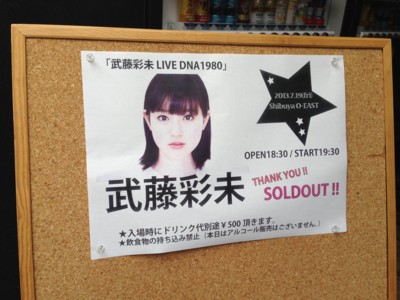 「武藤彩未 LIVE DNA1980」
2013.7.19(fri)
Shibuya O-EAST
OPEN18:30 / START19:30
武藤彩未
THANK YOU !!
SOLDOUT !!
★入場時にドリンク代別途￥500 頂きます。
★飲食物の持ち込み禁止（本日はアルコール販売はございません。）